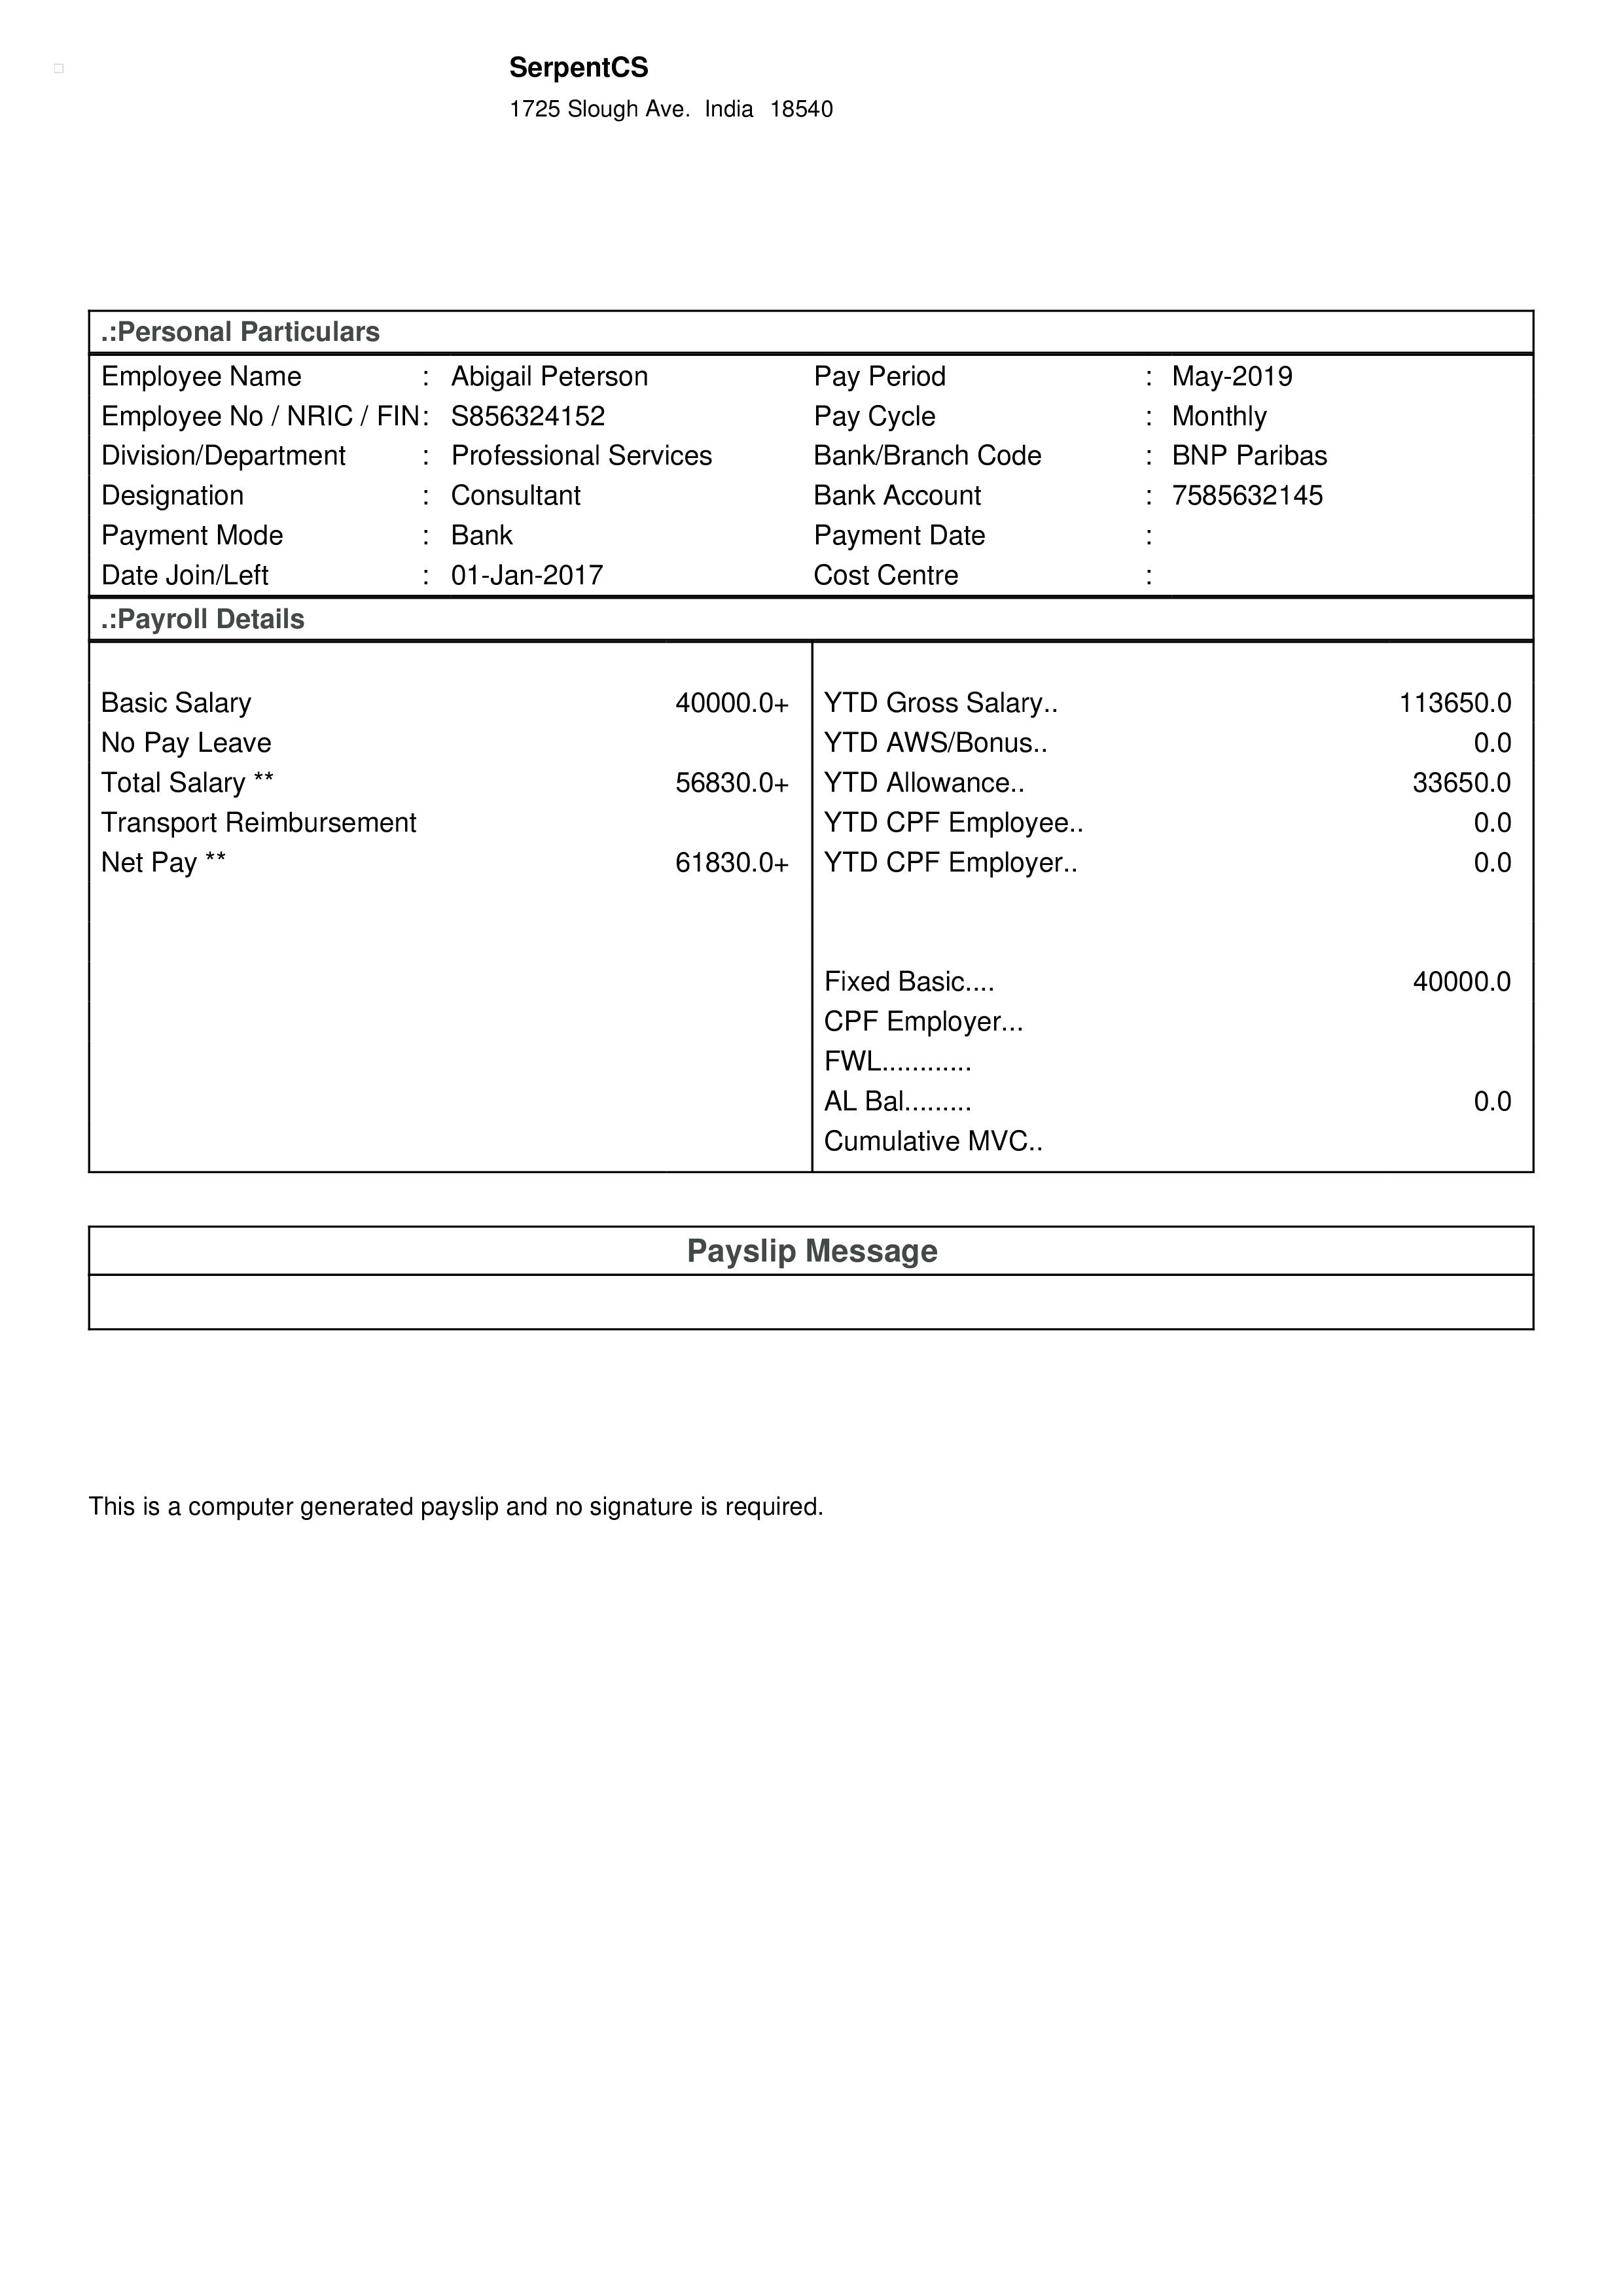 SerpentCS
1725 Slough Ave. India 18540
.:Personal Particulars
Employee Name : Abigail Peterson Pay Period : May-2019
Employee No / NRIC / FIN: S856324152 Pay Cycle : Monthly
Division/Department : Professional Services Bank/Branch Code : BNP Paribas
Designation : Consultant Bank Account : 7585632145
Payment Mode : Bank Payment Date :
Date Join/Left : 01-Jan-2017 Cost Centre :
.:Payroll Details
Basic Salary 40000.0+ YTD Gross Salary.. 113650.0
No Pay Leave YTD AWS/Bonus.. 0.0
Total Salary ** 56830.0+ YTD Allowance.. 33650.0
Transport Reimbursement YTD CPF Employee.. 0.0
Net Pay ** 61830.0+ YTD CPF Employer.. 0.0
Fixed Basic.... 40000.0
CPF Employer...
FWL............
AL Bal......... 0.0
Cumulative MVC..
Payslip Message
This is a computer generated payslip and no signature is required.